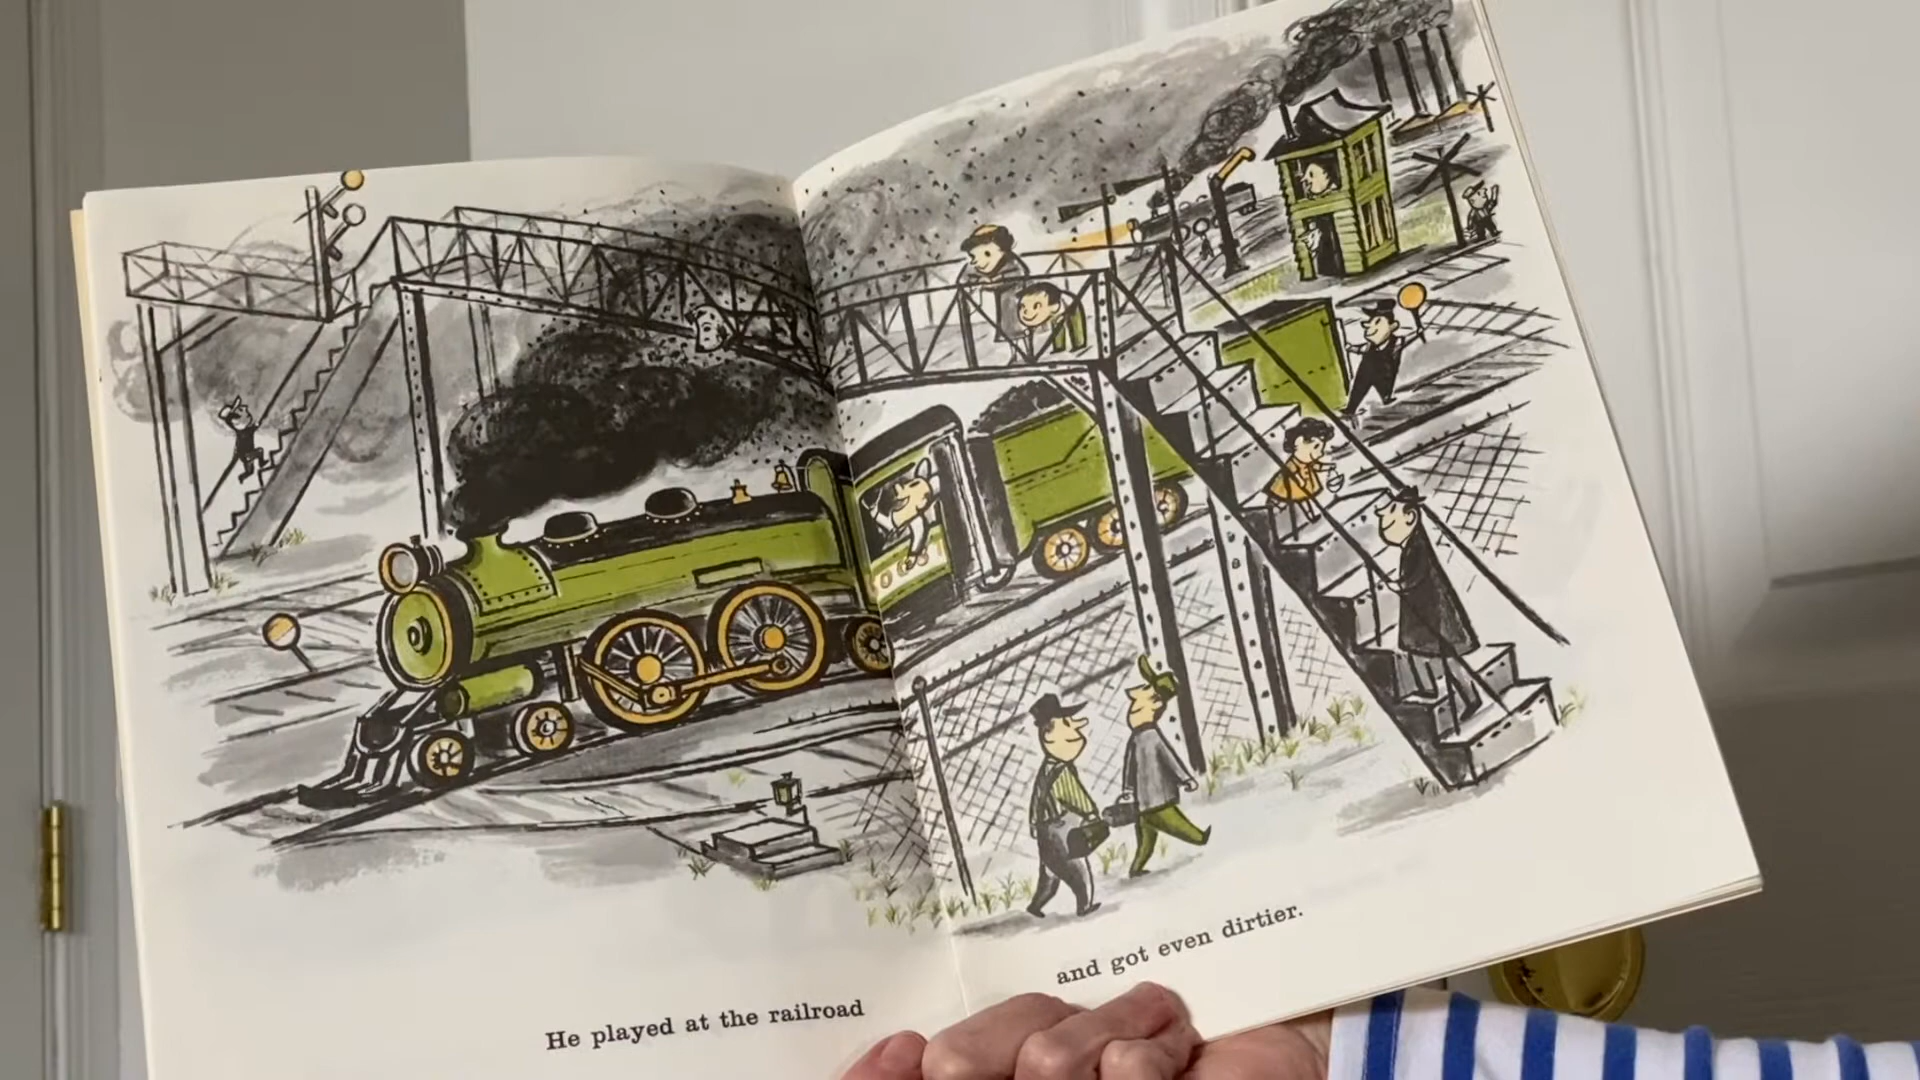 He played at the railroad
and got even dirtier.